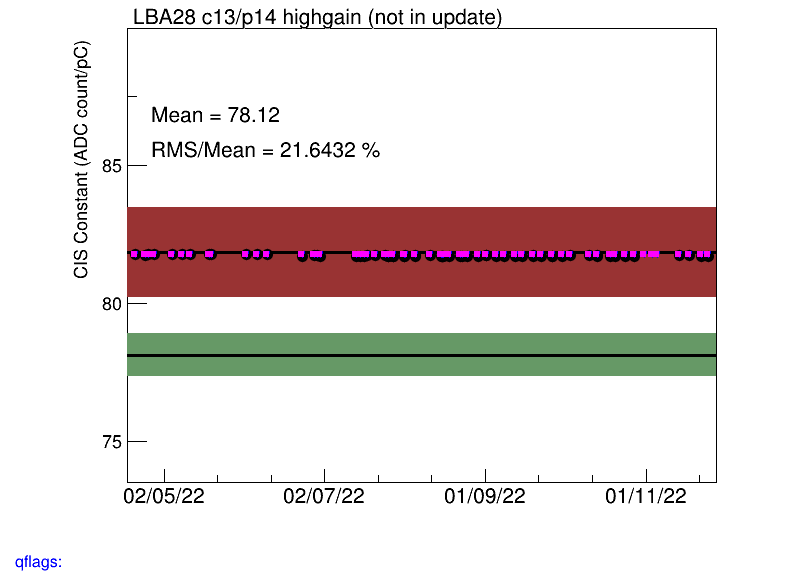 LBA28 c13/p14 highgain (not in update)
CIS Constant (ADC count/pC)
Mean = 78.12
RMS/Mean = 21.6432 %
85
80
75
02/05/22 02/07/22 01/09/22 01/11/22
qflags: